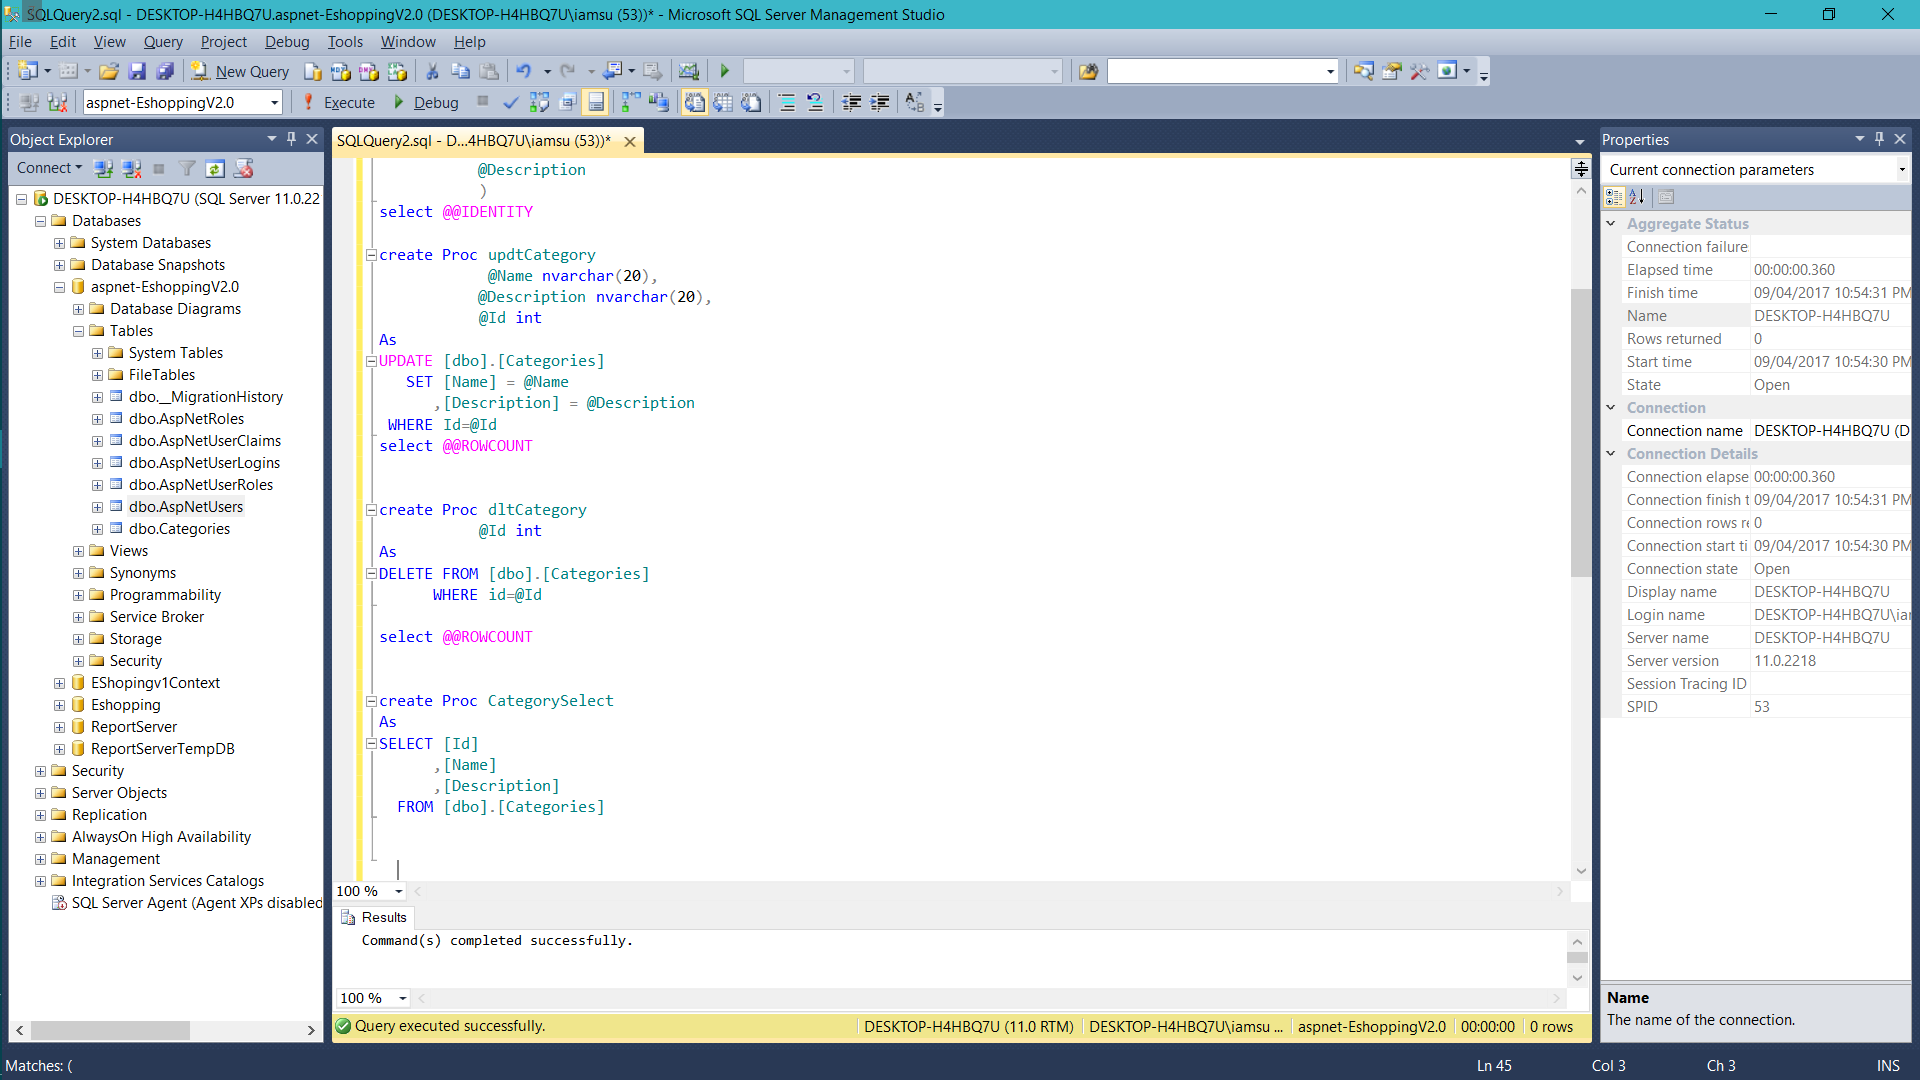 SQLQuery2.sql - DESKTOP-H4HBQ7U.aspnet-EshoppingV2.0 (DESKTOP-H4HBQ7U\iamsu (53))* - Microsoft SQL Server Management Studio
File Edit View Query Project Debug Tools Window Help
New Query
aspnet-EshoppingV2.0 Execute Debug
Object Explorer
Connect
DESKTOP-H4HBQ7U (SQL Server 11.0.22
Databases
System Databases
Database Snapshots
aspnet-EshoppingV2.0
Database Diagrams
Tables
System Tables
FileTables
dbo.__MigrationHistory
dbo.AspNetRoles
dbo.AspNetUserClaims
dbo.AspNetUserLogins
dbo.AspNetUserRoles
dbo.AspNetUsers
dbo.Categories
Views
Synonyms
Programmability
Service Broker
Storage
Security
EShopingv1Context
Eshopping
ReportServer
ReportServerTempDB
Security
Server Objects
Replication
AlwaysOn High Availability
Management
Integration Services Catalogs
SQL Server Agent (Agent XPs disabled
SQLQuery2.sql - D...4HBQ7U\iamsu (53))*
@Description
)
select @@IDENTITY
create Proc updtCategory
@Name nvarchar(20),
@Description nvarchar(20),
@Id int
As
UPDATE [dbo].[Categories]
SET [Name] = @Name
,[Description] = @Description
WHERE Id=@Id
select @@ROWCOUNT
create Proc dltCategory
@Id int
As
DELETE FROM [dbo].[Categories]
WHERE id=@Id
select @@ROWCOUNT
create Proc CategorySelect
As
SELECT [Id]
,[Name]
,[Description]
FROM [dbo].[Categories]
100 %
Results
Command(s) completed successfully.
100 %
Query executed successfully. DESKTOP-H4HBQ7U (11.0 RTM) DESKTOP-H4HBQ7U\iamsu ... aspnet-EshoppingV2.0 00:00:00 0 rows
Properties
Current connection parameters
Aggregate Status
Connection failure
Elapsed time 00:00:00.360
Finish time 09/04/2017 10:54:31 PM
Name DESKTOP-H4HBQ7U
Rows returned 0
Start time 09/04/2017 10:54:30 PM
State Open
Connection
Connection name DESKTOP-H4HBQ7U (D
Connection Details
Connection elapse 00:00:00.360
Connection finish t 09/04/2017 10:54:31 PM
Connection rows re 0
Connection start ti 09/04/2017 10:54:30 PM
Connection state Open
Display name DESKTOP-H4HBQ7U
Login name DESKTOP-H4HBQ7U\iar
Server name DESKTOP-H4HBQ7U
Server version 11.0.2218
Session Tracing ID
SPID 53
Name
The name of the connection.
Matches: ( Ln 45 Col 3 Ch 3 INS